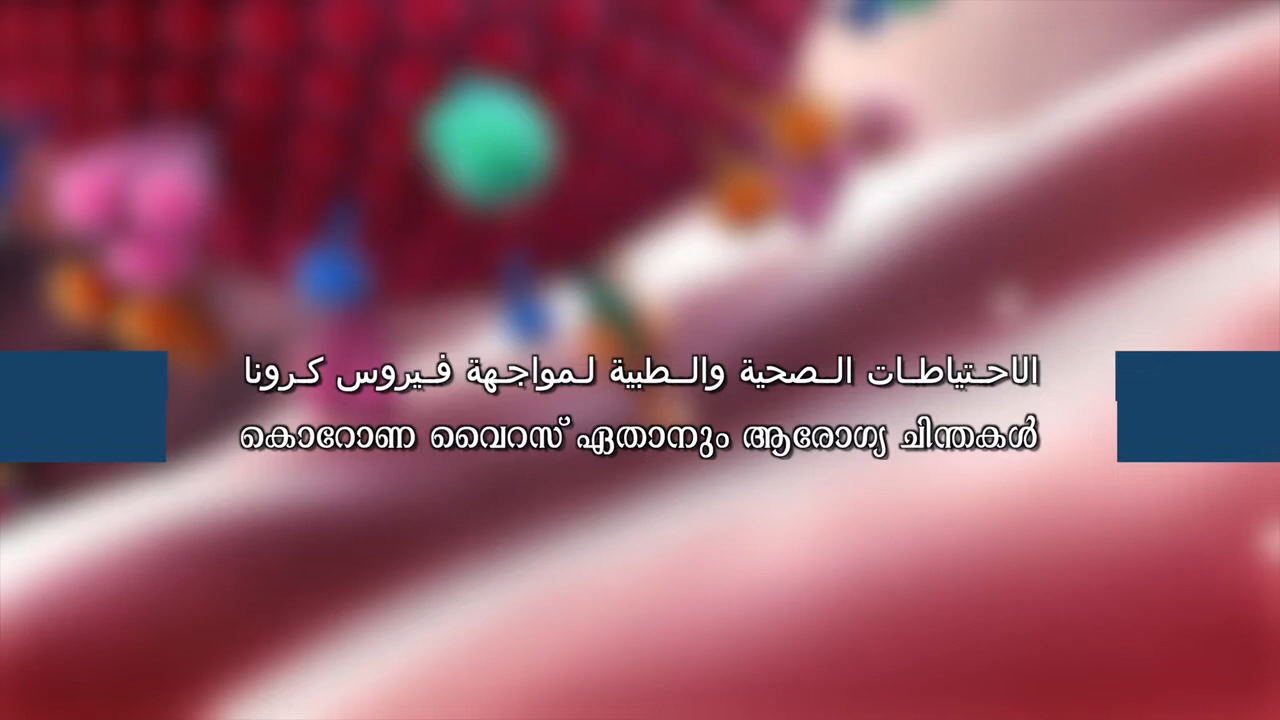 الاحتياطات الصحية والطبية لمواجهة فيروس كرونا
കൊറോണ വൈറസ് ഏതാനും ആരോഗ്യ ചിന്തകൾ